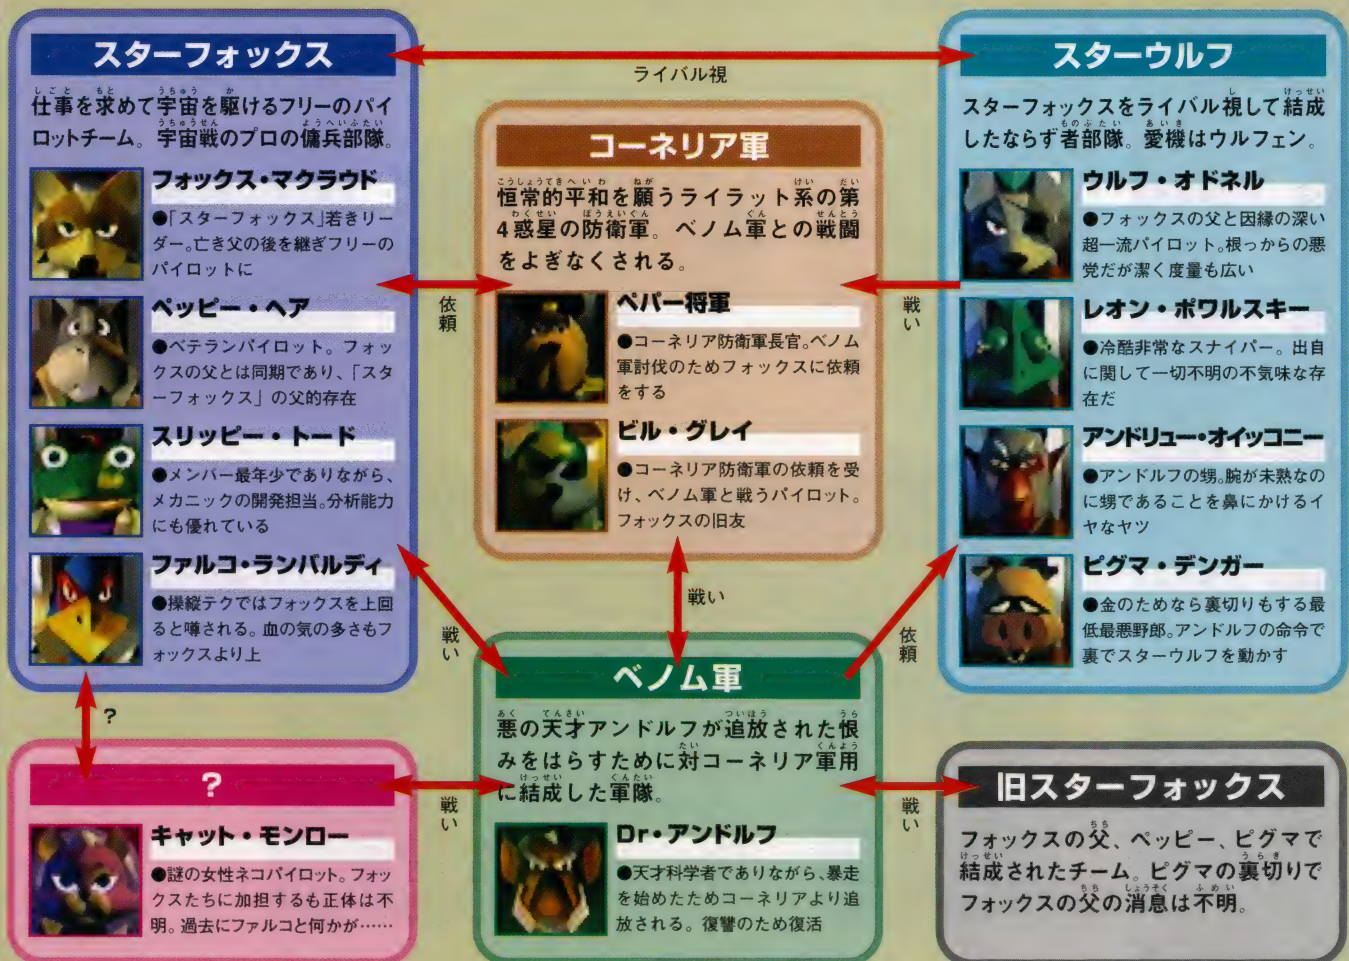 スターフォックス
仕事を求めて宇宙を駆けるフリーのパイ
ロットチーム。宇宙戦のプロの傭兵部隊。
フォックス・マクラウド
●「スターフォックス」若きリー
ダー。亡き父の後を継ぎフリーの
パイロットに
ペッピー・ヘア
●ベテランパイロット。フォッ
クスの父とは同期であり、「スタ
ーフォックス」の父的存在
スリッピー・トード
●メンバー最年少でありながら、
メカニックの開発担当。分析能力
にも優れている
ファルコ・ランバルディ
●操縦テクではフォックスを上回
ると噂される。血の気の多さもフ
ォックスより上
ライバル視
コーネリア軍
恒常的平和を願うライラット系の第
4惑星の防衛軍。ベノム軍との戦闘
をよぎなくされる。
ペパー将軍
●コーネリア防衛軍長官。ベノム
軍討伐のためフォックスに依頼
をする
ビル・グレイ
●コーネリア防衛軍の依頼を受
け、ベノム軍と戦うパイロット。
フォックスの旧友
スターウルフ
スターフォックスをライバル視して結成
したならず者部隊。愛機はウルフェン。
ウルフ・オドネル
●フォックスの父と因縁の深い
超一流パイロット。根っからの悪
党だが潔く度量も広い
レオン・ポワルスキー
●冷酷非常なスナイパー。出自
に関して一切不明の不気味な存
在だ
アンドリュー・オイッコニー
●アンドルフの甥。腕が未熟なの
に甥であることを鼻にかけるイ
ヤなヤツ
ピグマ・デンガー
●金のためなら裏切りもする最
低最悪野郎。アンドルフの命令で
裏でスターウルフを動かす
依頼
戦い
戦い
戦い
依頼
?
?
キャット・モンロー
●謎の女性ネコパイロット。フォッ
クスたちに加担するも正体は不
明。過去にファルコと何かが……
戦い
ベノム軍
悪の天才アンドルフが追放された恨
みをはらすために対コーネリア軍用
に結成した軍隊。
Dr・アンドルフ
●天才科学者でありながら、暴走
を始めたためコーネリアより追
放される。復讐のため復活
戦い
旧スターフォックス
フォックスの父、ペッピー、ピグマで
結成されたチーム。ピグマの裏切りで
フォックスの父の消息は不明。